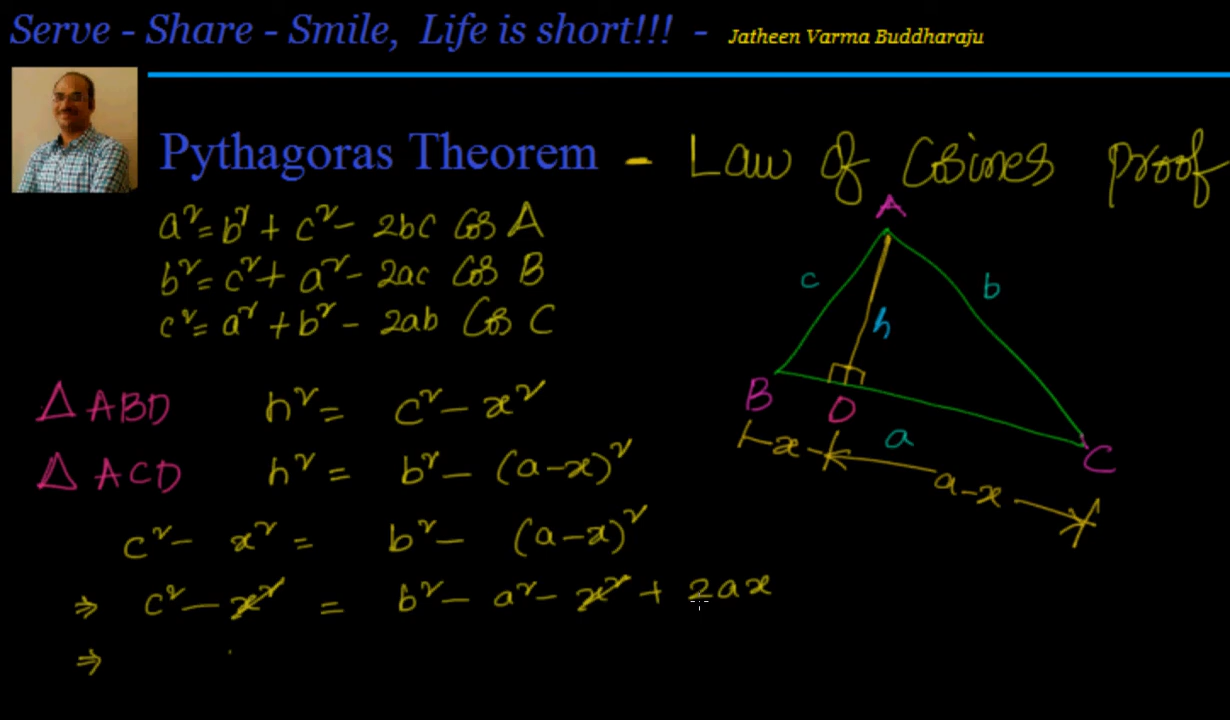 Serve - Share - Smile, Life is short!!! - Jatheen Varma Buddharaju
Pythagoras Theorem - Law of Cosines Proof
a² = b² + c² - 2bc Cos A
b² = c² + a² - 2ac Cos B
c² = a² + b² - 2ab Cos C
△ ABD h² = c² - x²
△ ACD h² = b² - (a-x)²
c² - x² = b² - (a-x)²
⇒ c² - x² = b² - a² - x² + 2ax
⇒
A
c
b
h
B
D
a
C
x
a-x